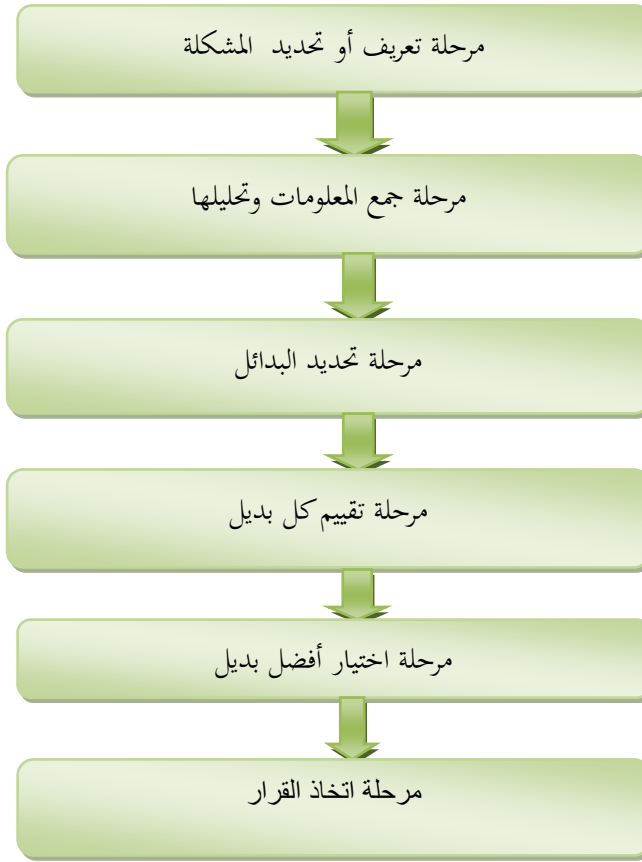 مرحلة تعريف أو تحديد المشكلة
مرحلة جمع المعلومات وتحليلها
مرحلة تحديد البدائل
مرحلة تقييم كل بديل
مرحلة اختيار أفضل بديل
مرحلة اتخاذ القرار